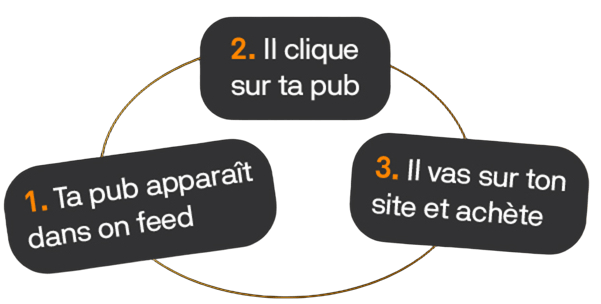 1. Ta pub apparaît
dans on feed
2. Il clique
sur ta pub
3. Il vas sur ton
site et achète